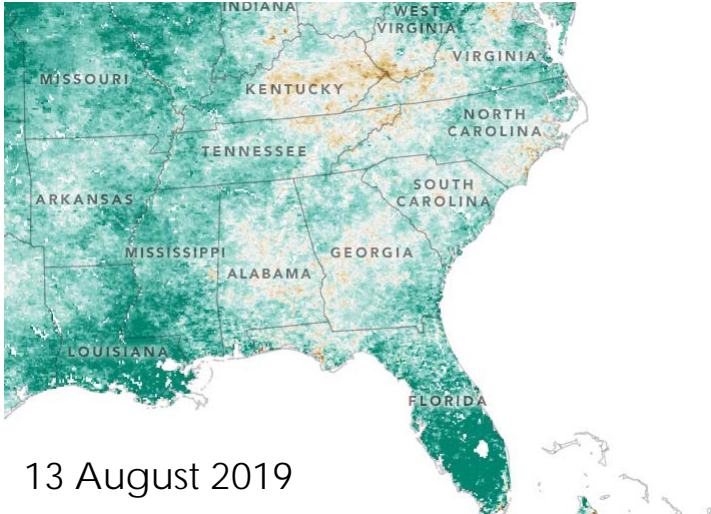 INDIANA
WEST
VIRGINIA
VIRGINIA
MISSOURI
KENTUCKY
NORTH
CAROLINA
TENNESSEE
ARKANSAS
SOUTH
CAROLINA
MISSISSIPPI
GEORGIA
ALABAMA
LOUISIANA
FLORIDA
13 August 2019